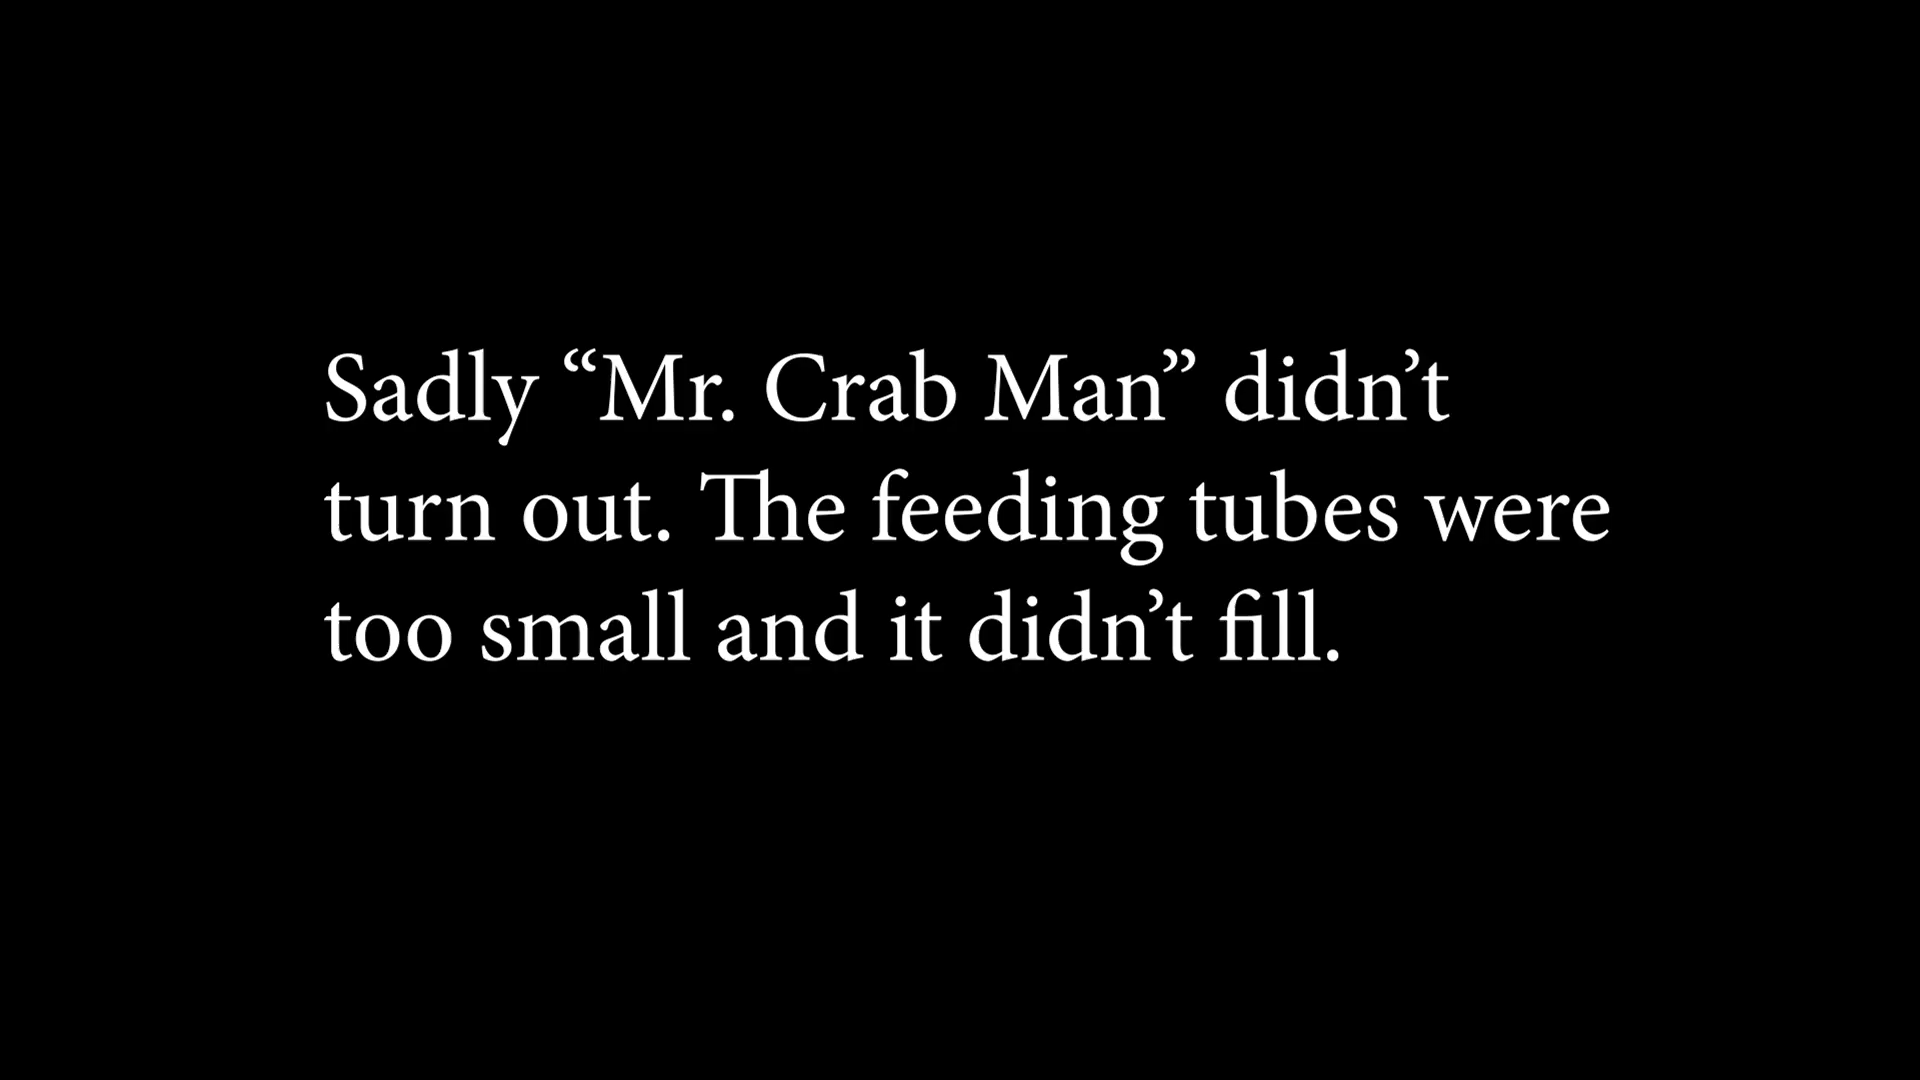 Sadly “Mr. Crab Man” didn’t
turn out. The feeding tubes were
too small and it didn’t fill.